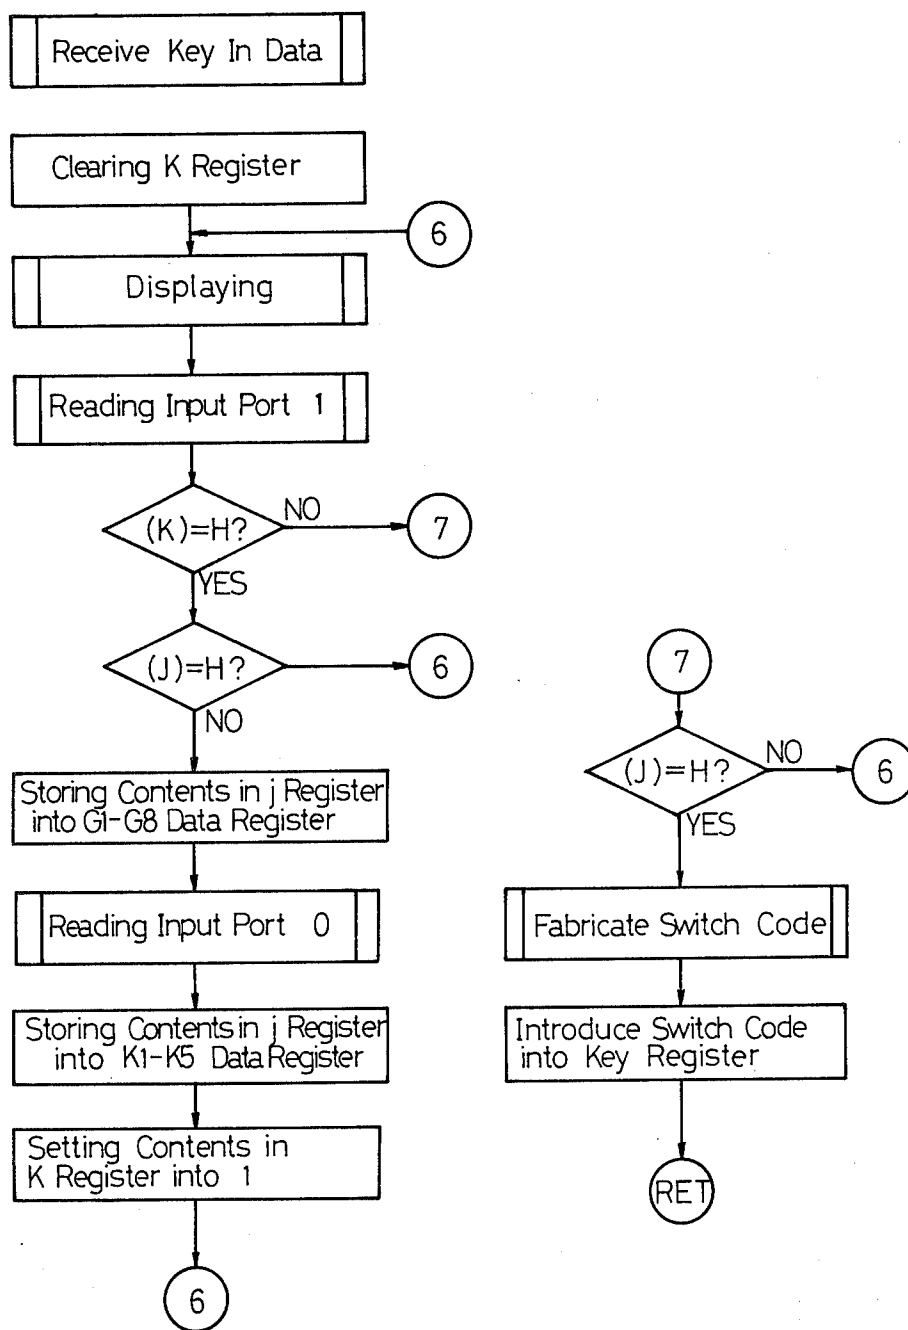 Receive Key In Data
Clearing K Register
6
Displaying
Reading Input Port 1
(K)=H?
NO
7
YES
(J)=H?
6
NO
Storing Contents in j Register
into G1-G8 Data Register
Reading Input Port 0
Storing Contents in j Register
into K1-K5 Data Register
Setting Contents in
K Register into 1
6
7
(J)=H?
NO
6
YES
Fabricate Switch Code
Introduce Switch Code
into Key Register
RET